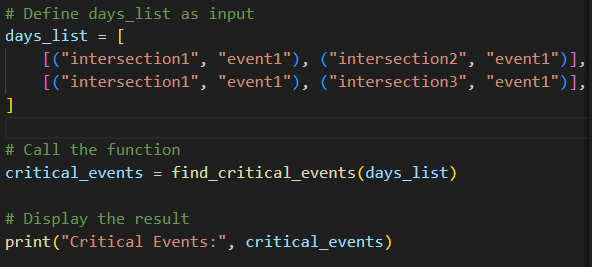 # Define days_list as input
days_list = [
    [("intersection1", "event1"), ("intersection2", "event1")],
    [("intersection1", "event1"), ("intersection3", "event1")],
]
# Call the function
critical_events = find_critical_events(days_list)
# Display the result
print("Critical Events:", critical_events)